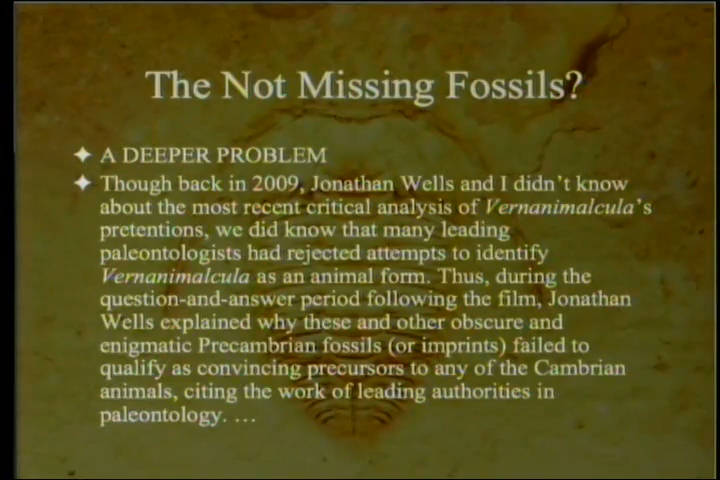 The Not Missing Fossils?
A DEEPER PROBLEM
Though back in 2009, Jonathan Wells and I didn't know
about the most recent critical analysis of Vernanimalcula's
pretentions, we did know that many leading
paleontologists had rejected attempts to identify
Vernanimalcula as an animal form. Thus, during the
question-and-answer period following the film, Jonathan
Wells explained why these and other obscure and
enigmatic Precambrian fossils (or imprints) failed to
qualify as convincing precursors to any of the Cambrian
animals, citing the work of leading authorities in
paleontology. …